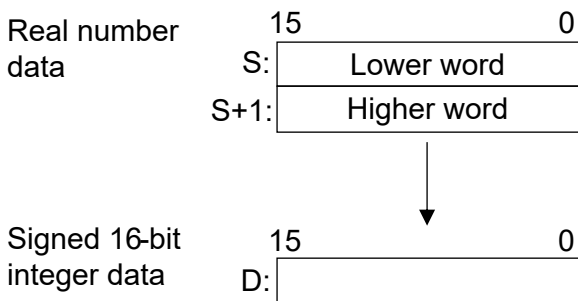 Real number
data
15 0
S: Lower word
S+1: Higher word
Signed 16-bit
integer data
15 0
D: